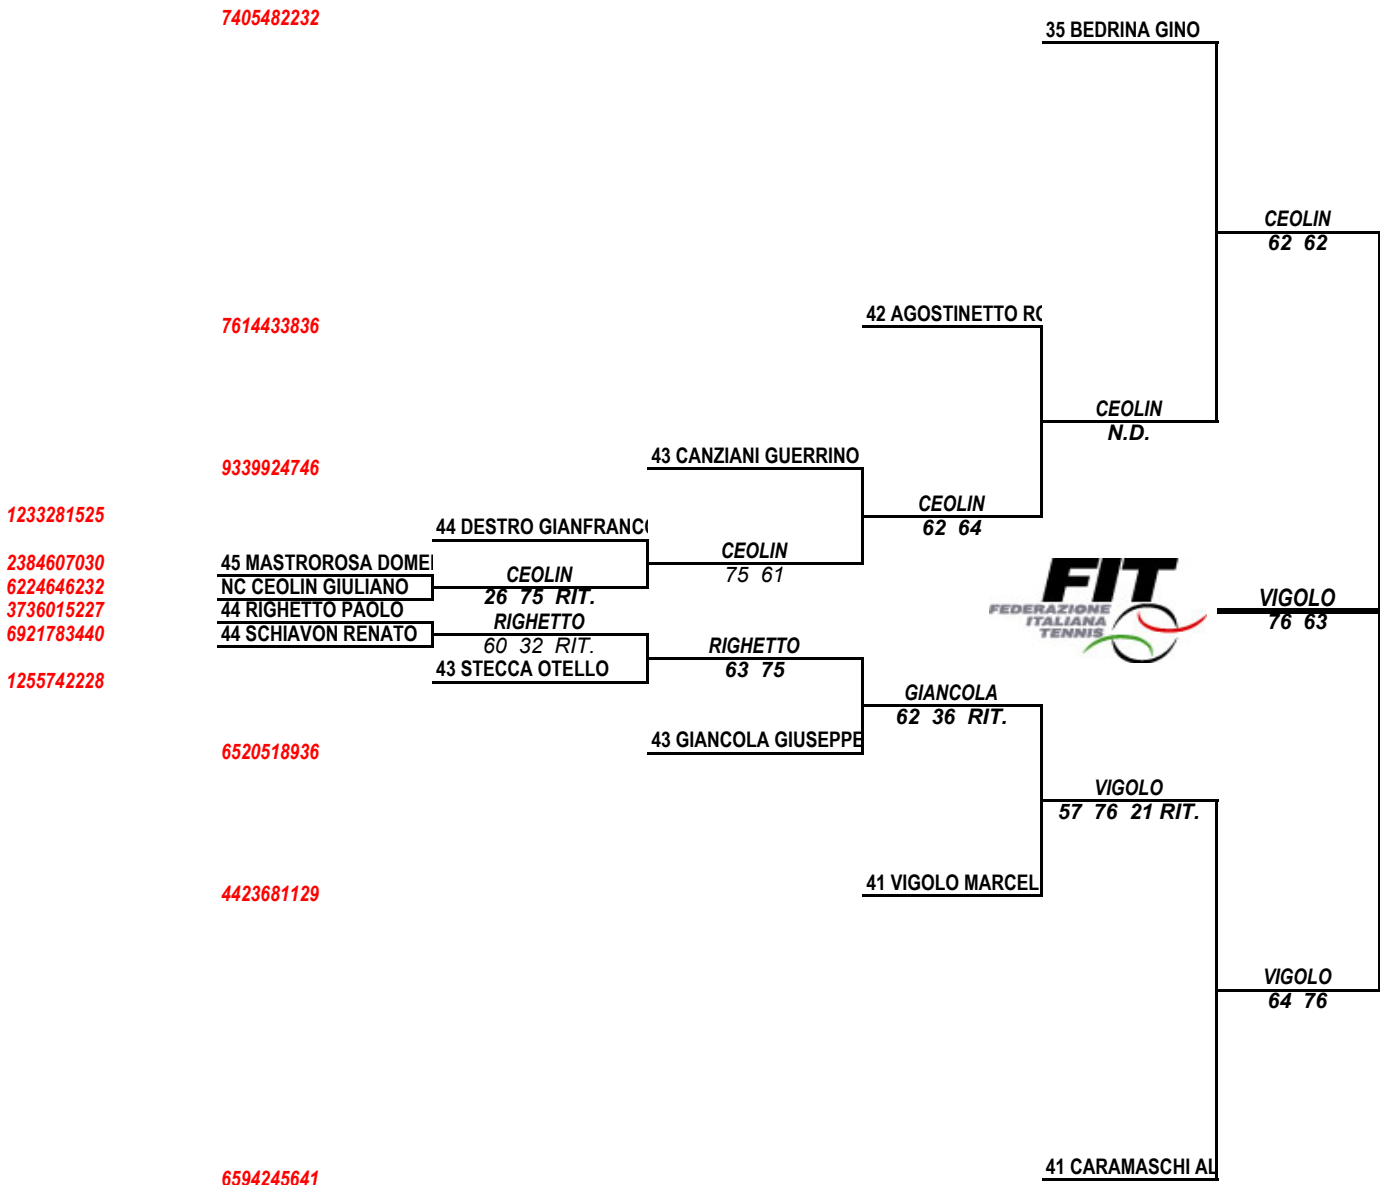 7405482232
35 BEDRINA GINO
CEOLIN
62 62
7614433836
42 AGOSTINETTO RO
CEOLIN
N.D.
9339924746
43 CANZIANI GUERRINO
1233281525
44 DESTRO GIANFRANCO
CEOLIN
62 64
2384607030
45 MASTROROSA DOME
CEOLIN
75 61
6224646232
NC CEOLIN GIULIANO
CEOLIN
26 75 RIT.
3736015227
44 RIGHETTO PAOLO
RIGHETTO
60 32 RIT.
6921783440
44 SCHIAVON RENATO
FIT
FEDERAZIONE
ITALIANA
TENNIS
VIGOLO
76 63
1255742228
43 STECCA OTELLO
RIGHETTO
63 75
GIANCOLA
62 36 RIT.
6520518936
43 GIANCOLA GIUSEPPE
VIGOLO
57 76 21 RIT.
4423681129
41 VIGOLO MARCEL
VIGOLO
64 76
6594245641
41 CARAMASCHI AL